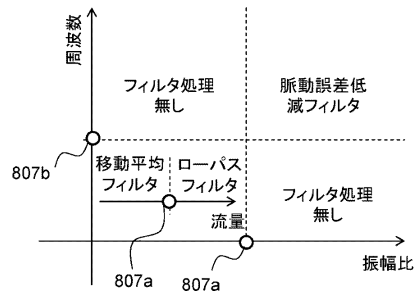 周波数
フィルタ処理
無し
脈動誤差低
減フィルタ
807b
移動平均
フィルタ
ローパス
フィルタ
フィルタ処理
無し
流量
振幅比
807a
807a